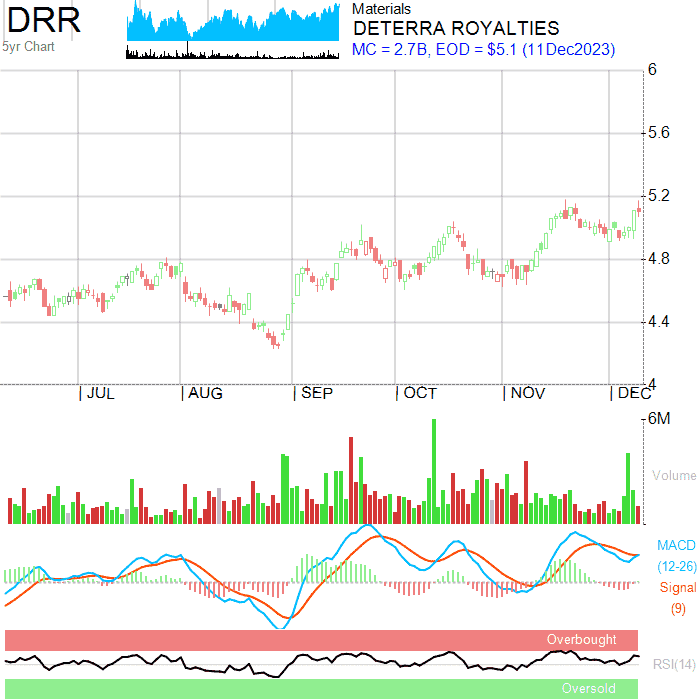 DRR
5yr Chart
Materials
DETERRA ROYALTIES
MC = 2.7B, EOD = $5.1 (11Dec2023)
6
5.6
5.2
4.8
4.4
4
JUL AUG SEP OCT NOV DEC
6M
Volume
MACD
(12-26)
Signal
(9)
Overbought
RSI(14)
Oversold